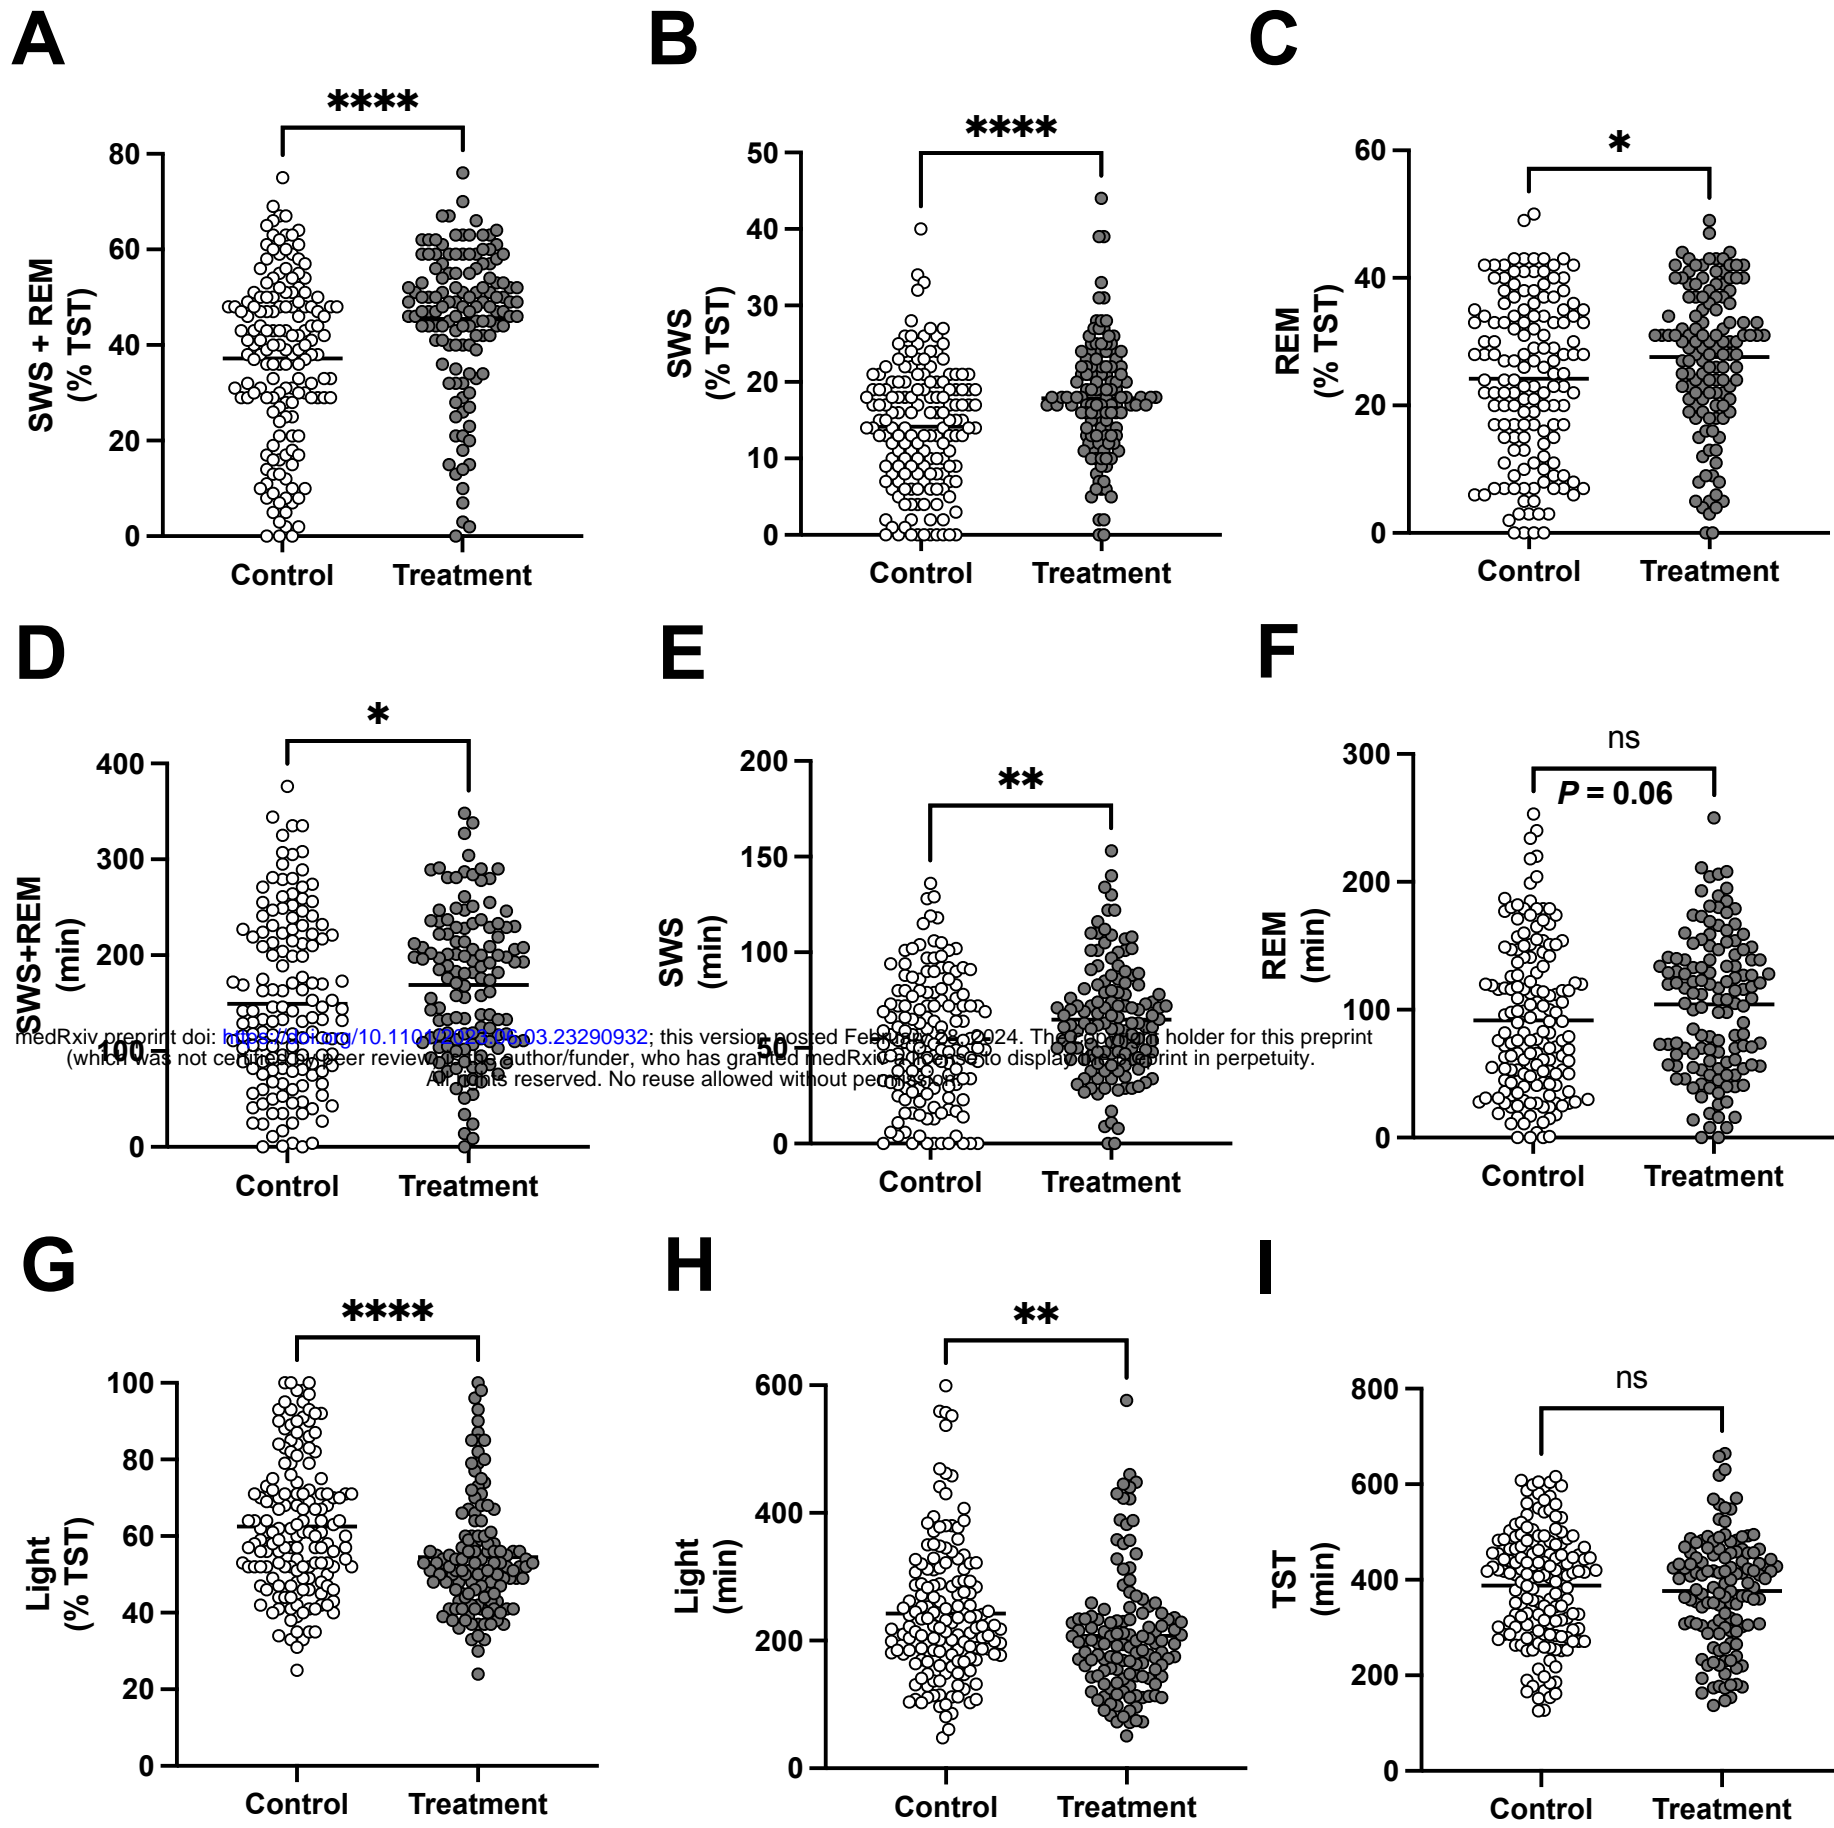 A
B
C
****
****
*
SWS + REM
(% TST)
80
60
40
20
0
Control Treatment
SWS
(% TST)
50
40
30
20
10
0
Control Treatment
REM
(% TST)
60
40
20
0
Control Treatment
D
E
F
*
**
ns
P = 0.06
SWS+REM
(min)
400
300
200
100
0
Control Treatment
SWS
(min)
200
150
100
50
0
Control Treatment
REM
(min)
300
200
100
0
Control Treatment
medRxiv preprint doi: https://doi.org/10.1101/2023.06.03.23290932; this version posted February 2024. The copyright holder for this preprint
(which was not certified by peer review) author/funder, who has granted medRxiv a license to display the preprint in perpetuity.
All rights reserved. No reuse allowed without permission.
G
H
I
****
**
ns
Light
(% TST)
100
80
60
40
20
0
Control Treatment
Light
(min)
600
400
200
0
Control Treatment
TST
(min)
800
600
400
200
0
Control Treatment